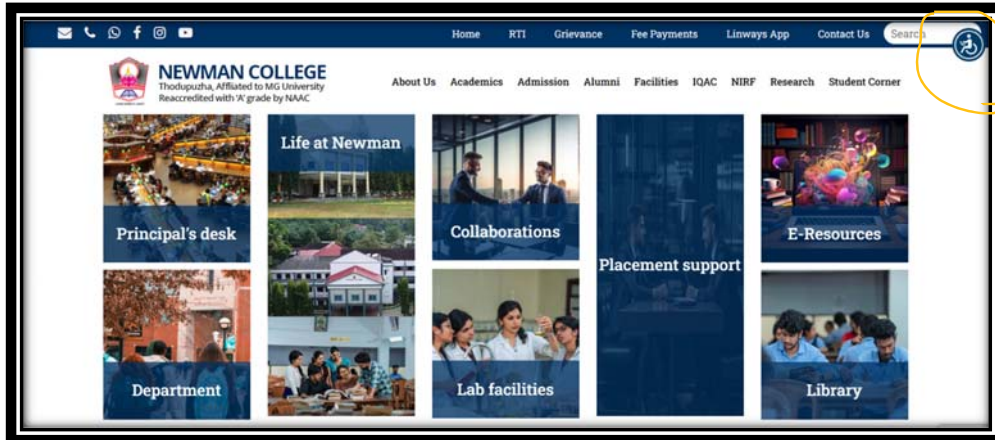 Home RTI Grievance Fee Payments Linways App Contact Us Search
NEWMAN COLLEGE
Thodupuzha, Affliated to MG University
Reaccredited with 'A' grade by NAAC
About Us Academics Admission Alumni Facilities IQAC NIRF Research Student Corner
Principal's desk
Life at Newman
Collaborations
Placement support
E-Resources
Department
Lab facilities
Library